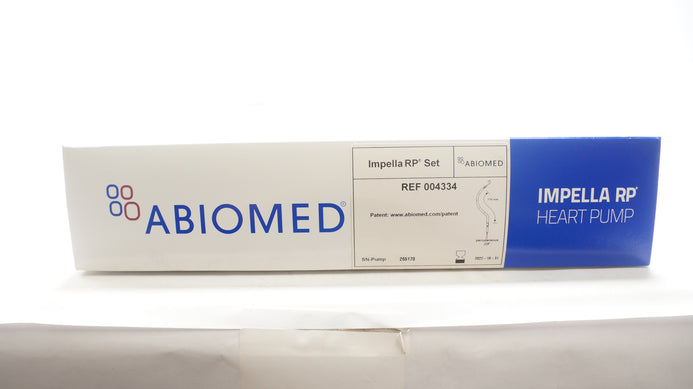 ABIOMED®
Impella RP® Set
ABIOMED
REF 004334
Patent: www.abiomed.com/patent
SN-Pump
IMPELLA RP®
HEART PUMP